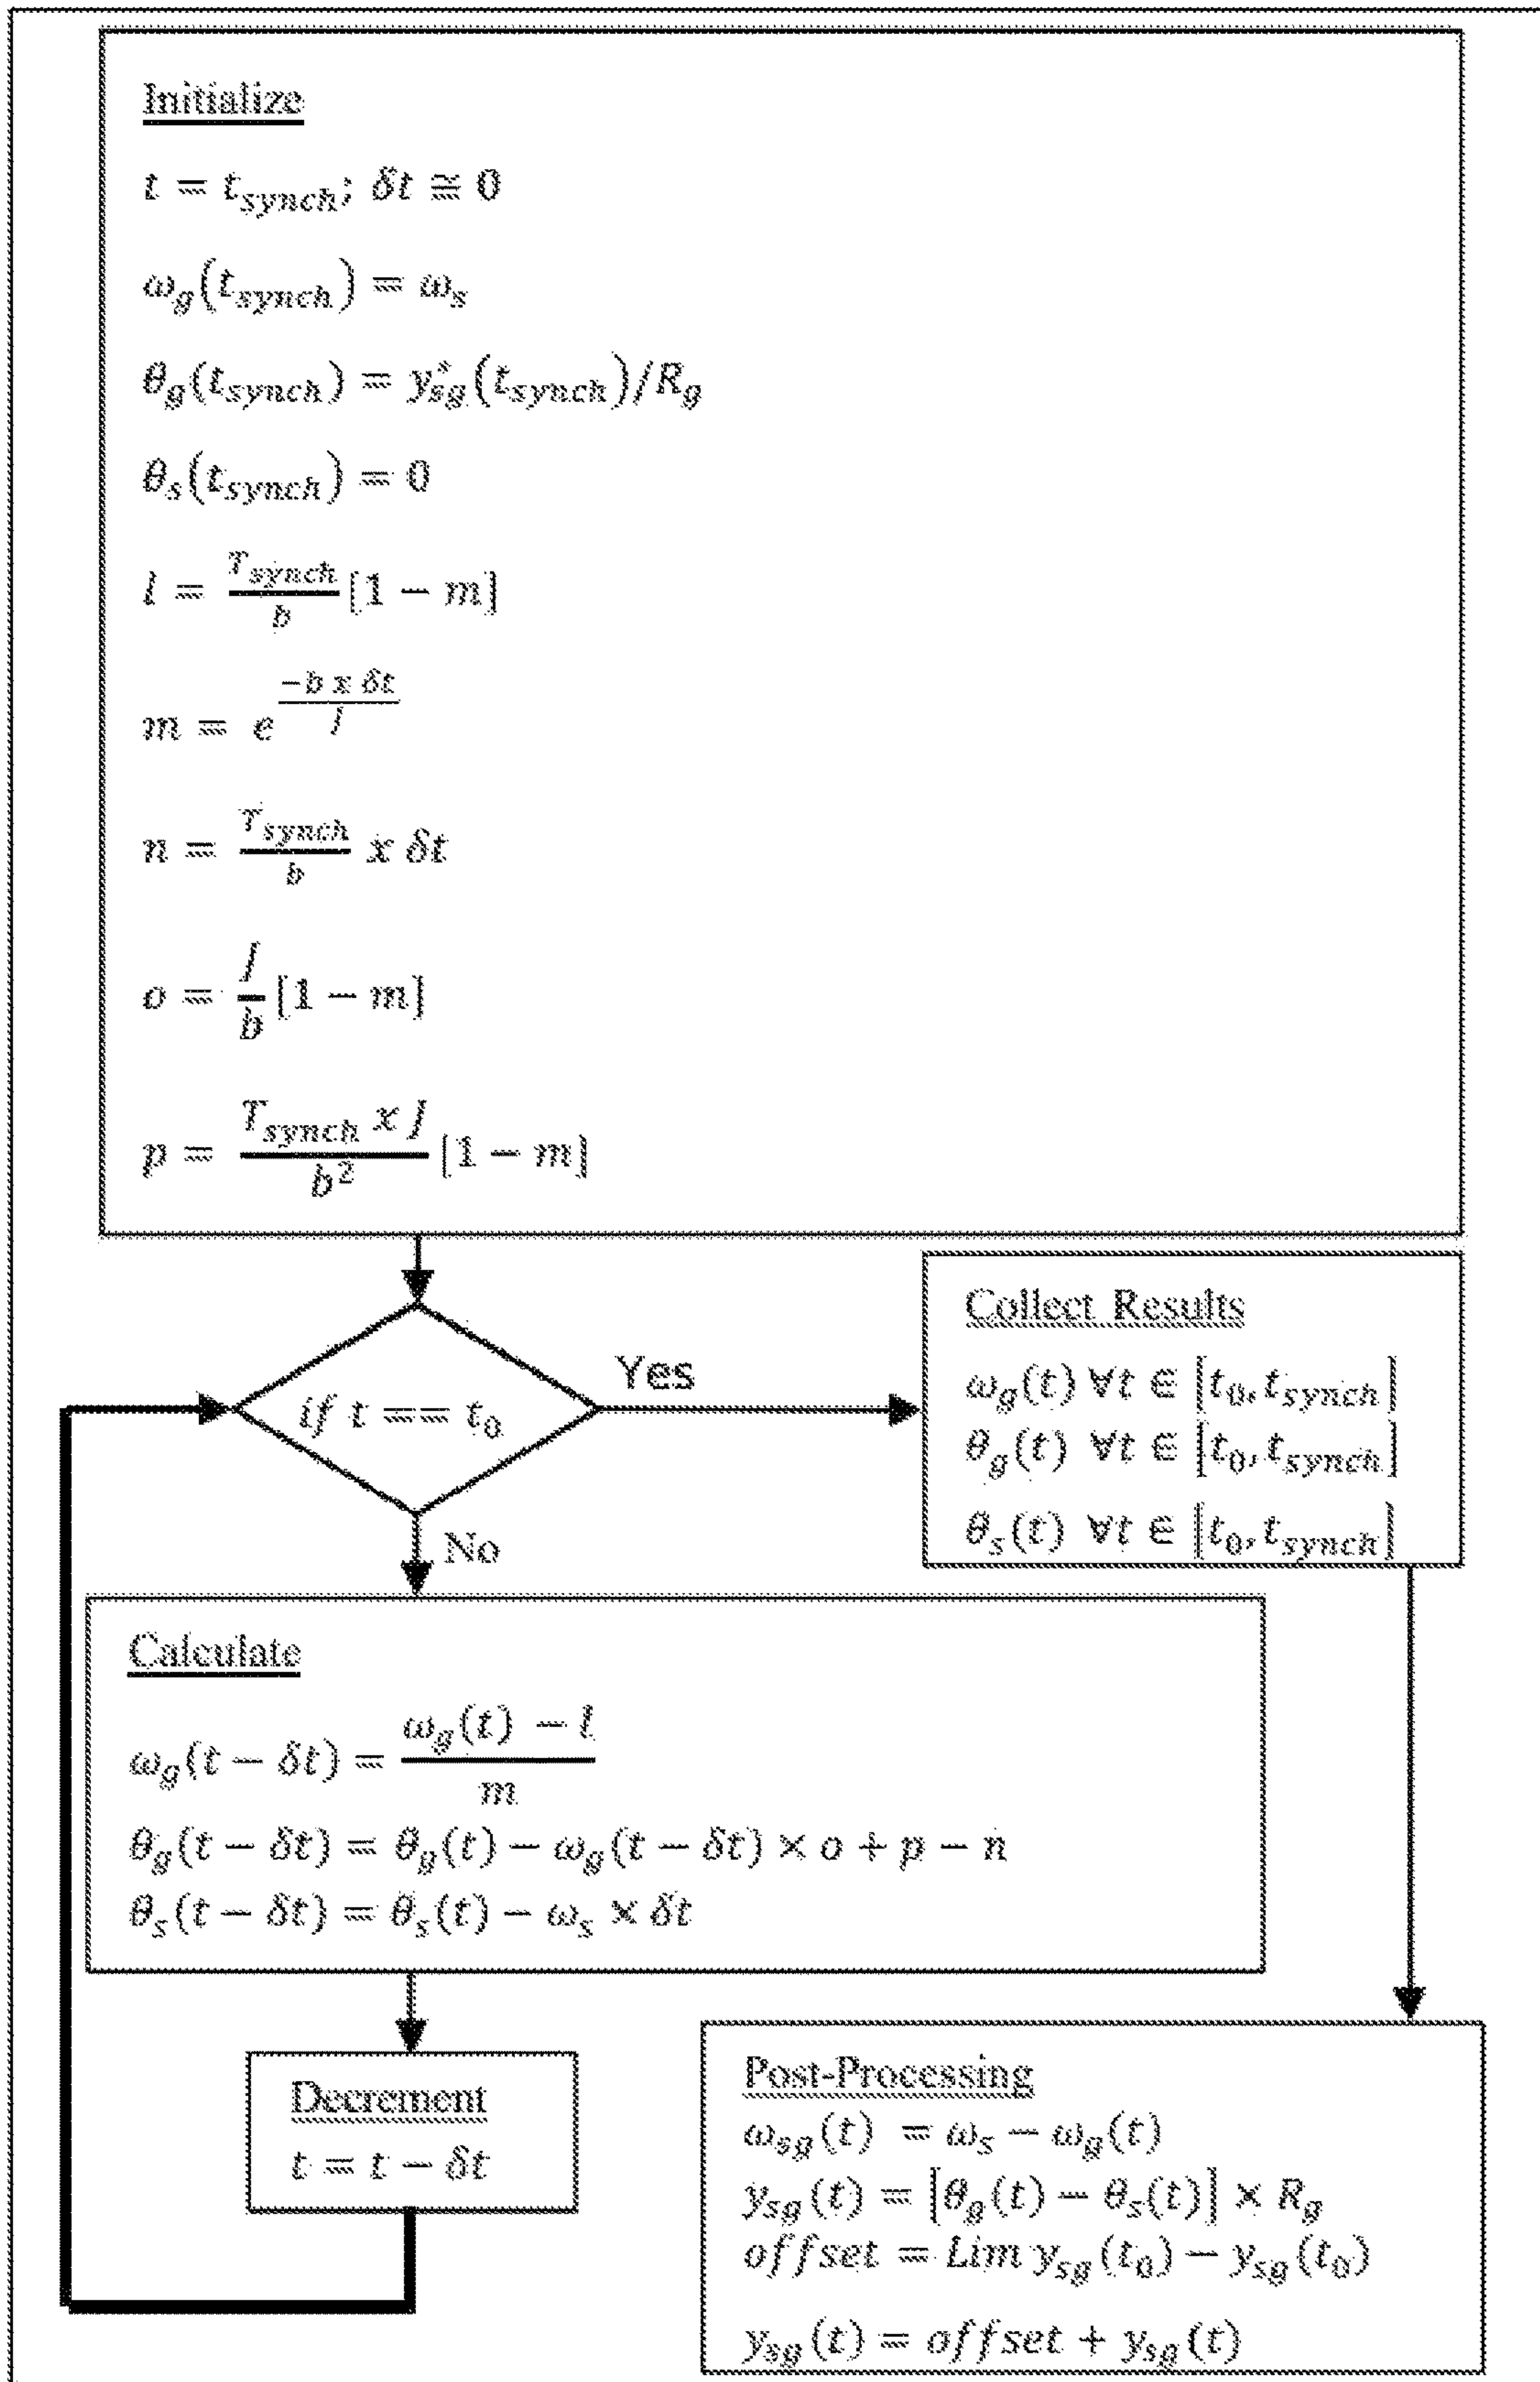 Initialize
t = t_synch; δt ≅ 0
ω_g(t_synch) = ω_s
θ_g(t_synch) = y*_sg(t_synch)/R_g
θ_s(t_synch) = 0
l = T_synch/b [1 − m]
m = e^(−b x δt / J)
n = T_synch/b x δt
o = J/b [1 − m]
p = T_synch x J / b² [1 − m]
if t == t_0
Yes
No
Collect Results
ω_g(t) ∀t ∈ [t_0, t_synch]
θ_g(t) ∀t ∈ [t_0, t_synch]
θ_s(t) ∀t ∈ [t_0, t_synch]
Calculate
ω_g(t − δt) = ω_g(t) − l / m
θ_g(t − δt) = θ_g(t) − ω_g(t − δt) × o + p − n
θ_s(t − δt) = θ_s(t) − ω_s × δt
Decrement
t = t − δt
Post-Processing
ω_sg(t) = ω_s − ω_g(t)
y_sg(t) = [θ_g(t) − θ_s(t)] × R_g
offset = Lim y_sg(t_0) − y_sg(t_0)
y_sg(t) = offset + y_sg(t)